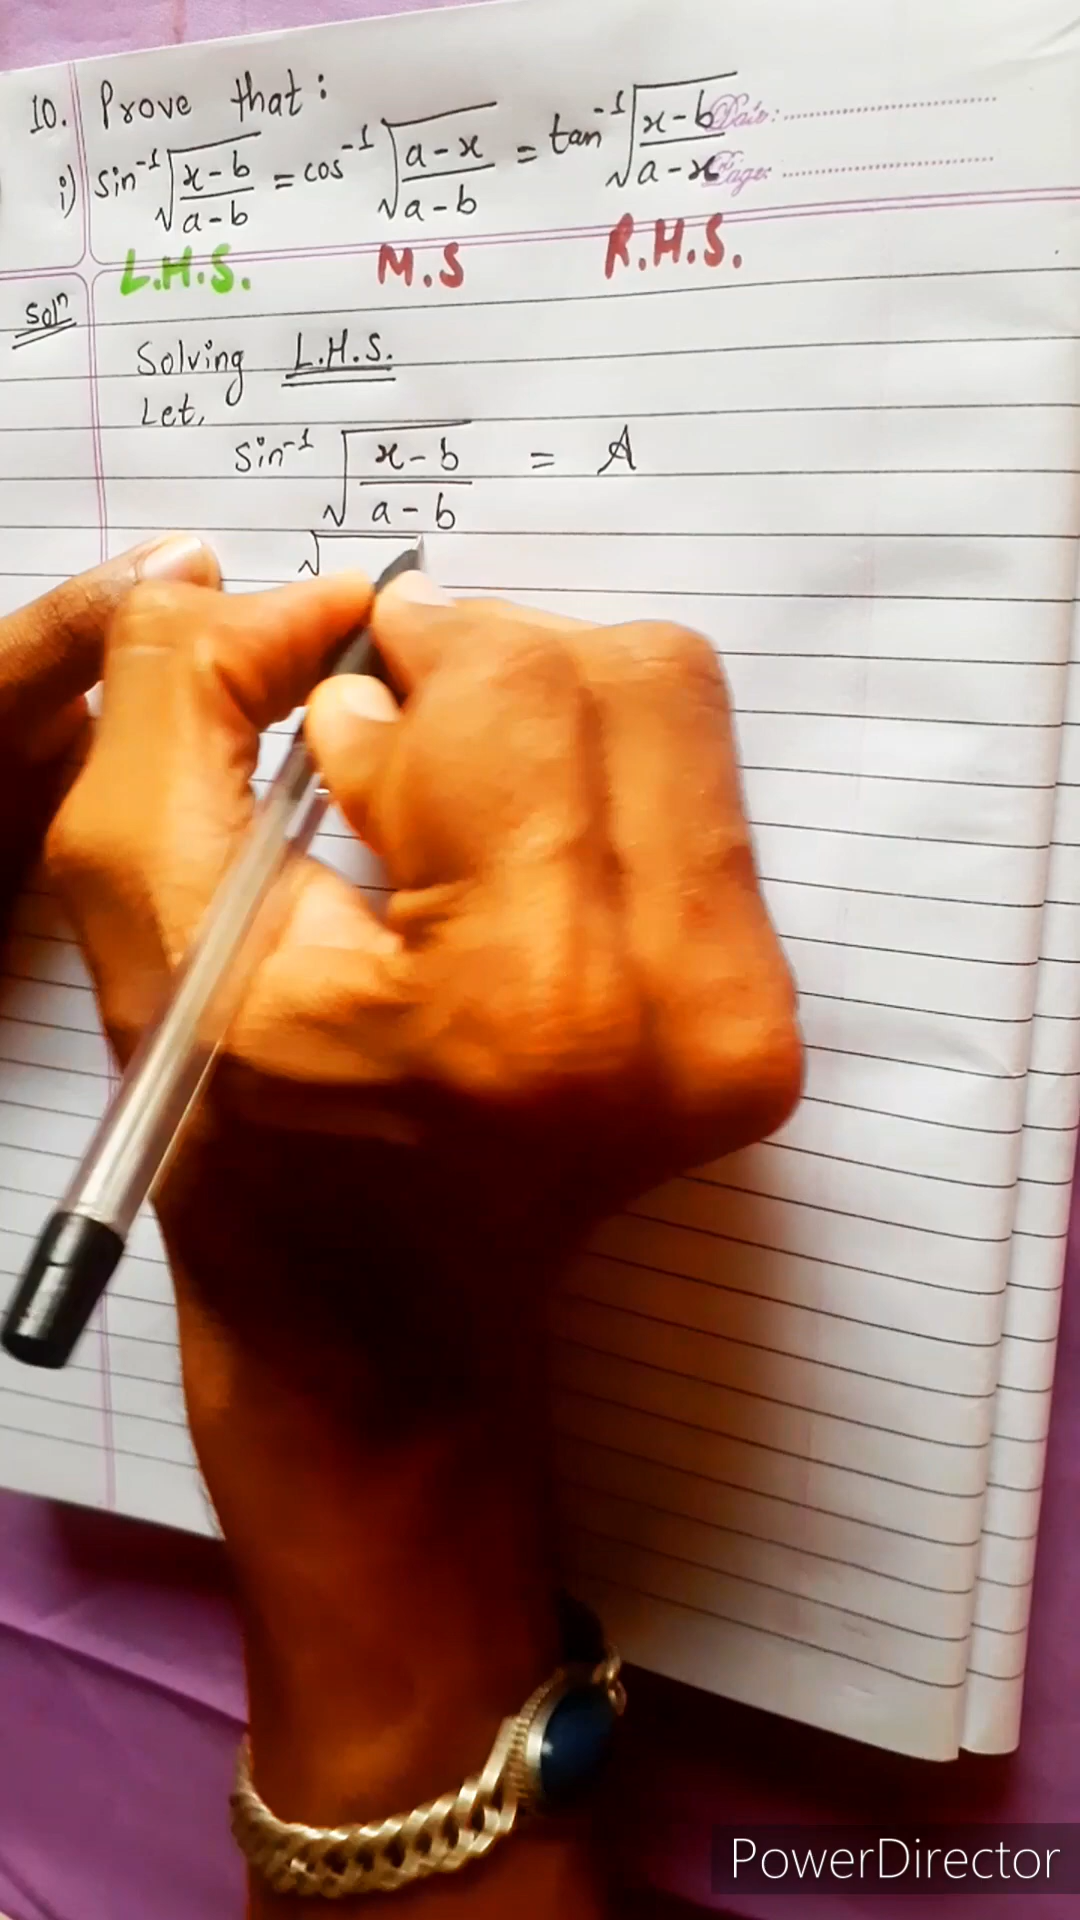 10. Prove that:
i) sin⁻¹√((x-b)/(a-b)) = cos⁻¹√((a-x)/(a-b)) = tan⁻¹√((x-b)/(a-x))
Date:
Page:
L.H.S. M.S R.H.S.
Solⁿ
Solving L.H.S.
Let,
sin⁻¹ √((x-b)/(a-b)) = A
√
PowerDirector